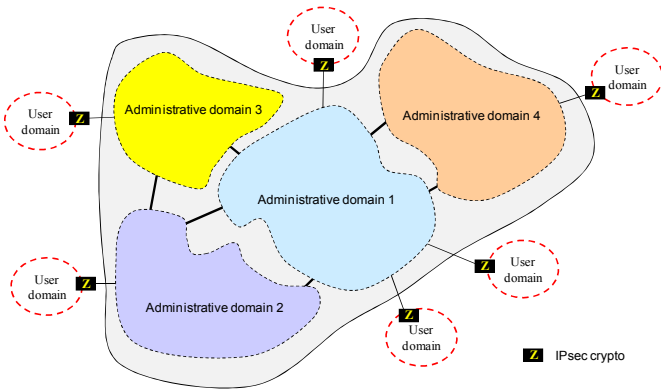 User
domain
Z
User
domain
Z
User
domain
Z
Administrative domain 3
Administrative domain 4
Administrative domain 1
User
domain
Z
Z
User
domain
Administrative domain 2
Z
User
domain
Z
User
domain
Z
IPsec crypto